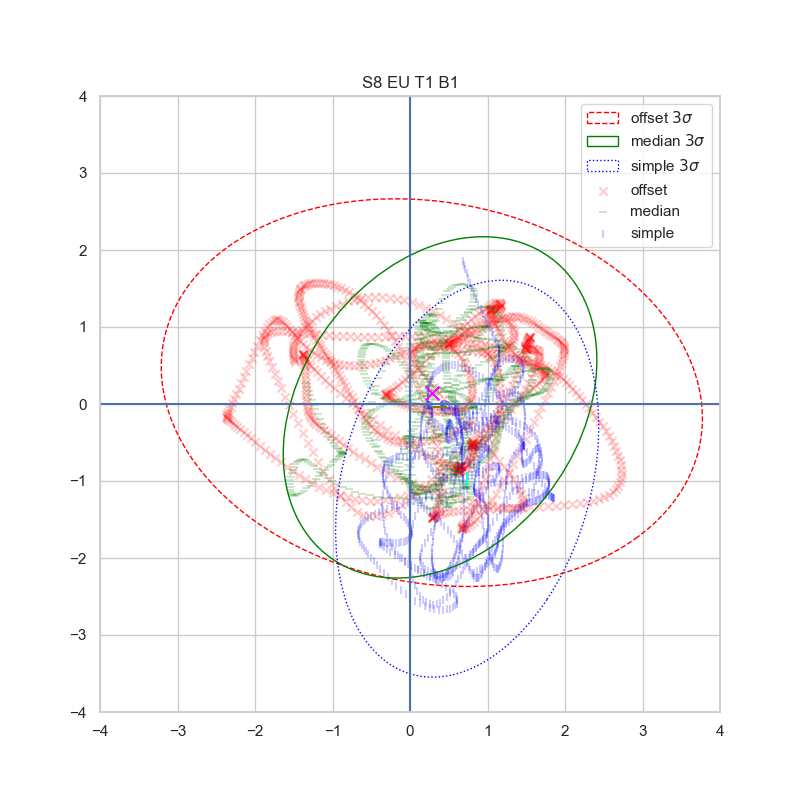 S8 EU T1 B1
offset 3σ
median 3σ
simple 3σ
offset
median
simple
4
3
2
1
0
−1
−2
−3
−4
−4 −3 −2 −1 0 1 2 3 4